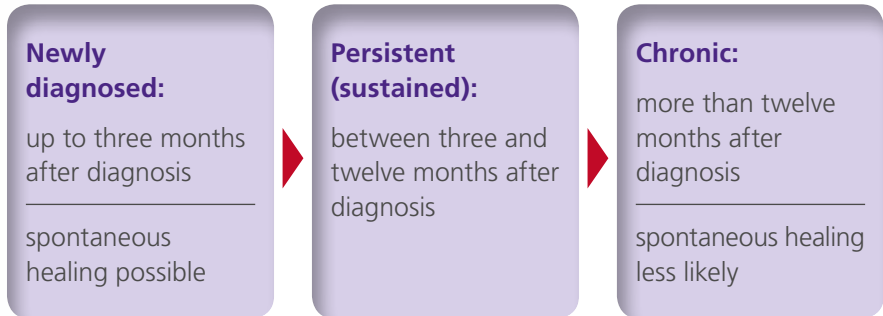 Newly
diagnosed:
up to three months
after diagnosis
spontaneous
healing possible
Persistent
(sustained):
between three and
twelve months after
diagnosis
Chronic:
more than twelve
months after
diagnosis
spontaneous healing
less likely